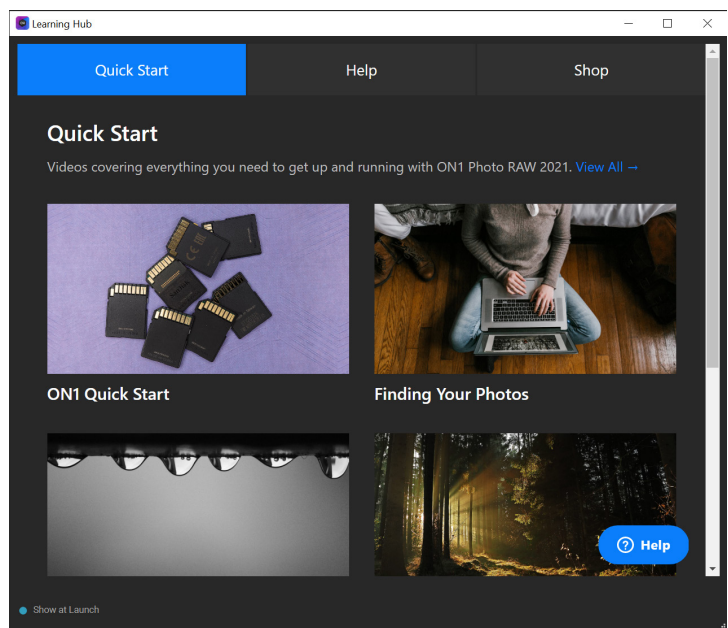 Learning Hub
Quick Start
Help
Shop
Quick Start
Videos covering everything you need to get up and running with ON1 Photo RAW 2021. View All →
ON1 Quick Start
Finding Your Photos
Help
Show at Launch